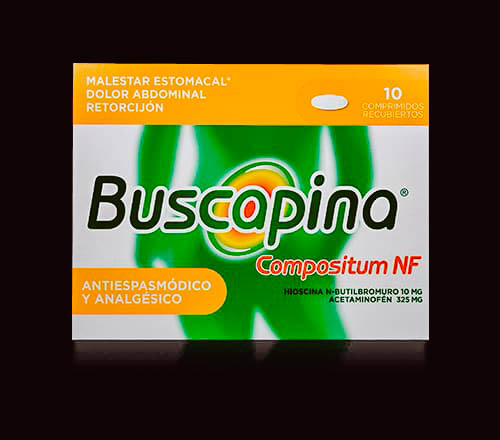 MALESTAR ESTOMACAL*
DOLOR ABDOMINAL
RETORCIJÓN
10
COMPRIMIDOS
RECUBIERTOS
Buscapina®
Compositum NF
HIOSCINA N-BUTILBROMURO 10 MG
ACETAMINOFÉN 325 MG
ANTIESPASMÓDICO
Y ANALGÉSICO